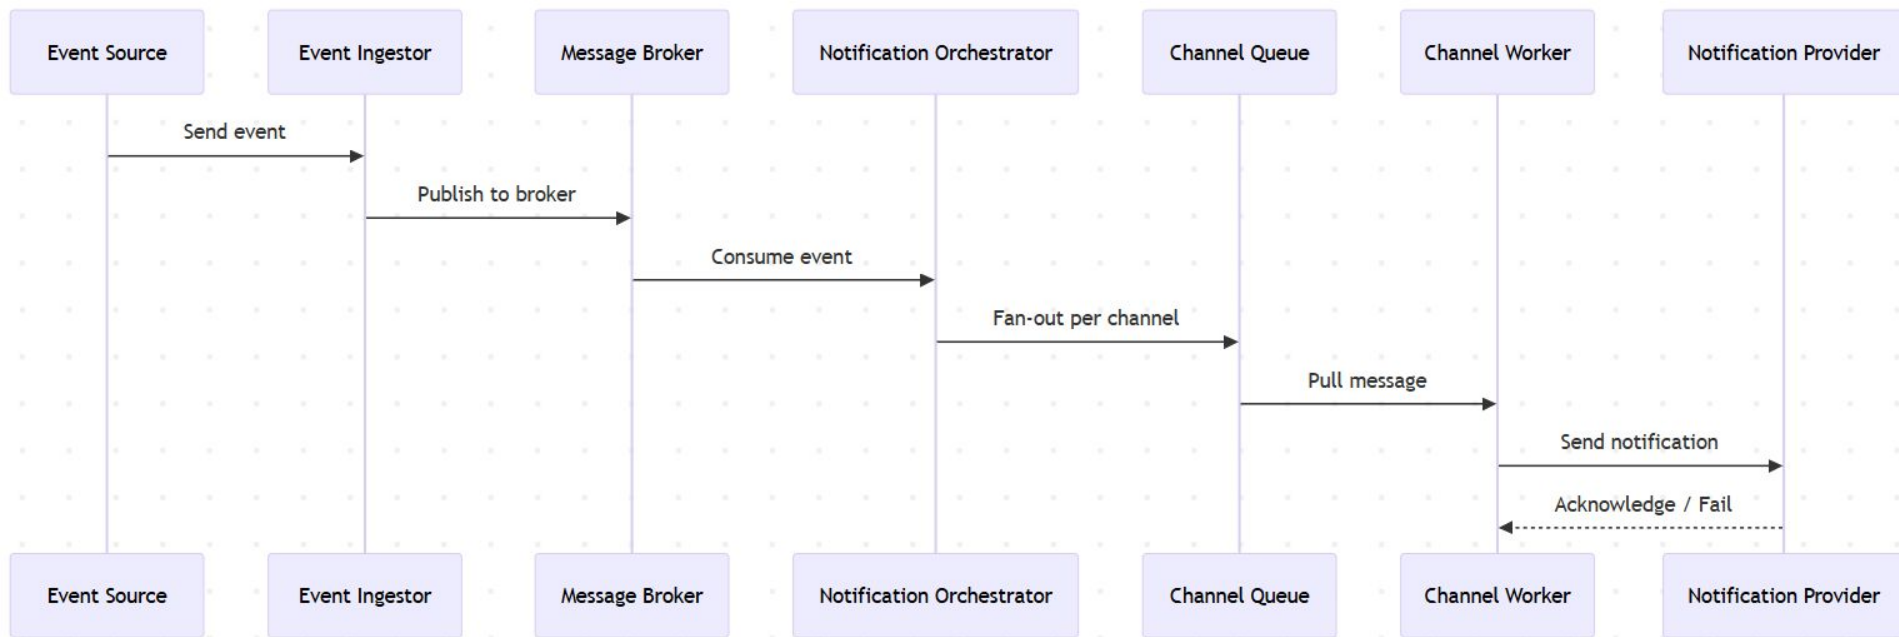 Event Source
Event Ingestor
Message Broker
Notification Orchestrator
Channel Queue
Channel Worker
Notification Provider
Send event
Publish to broker
Consume event
Fan-out per channel
Pull message
Send notification
Acknowledge / Fail
Event Source
Event Ingestor
Message Broker
Notification Orchestrator
Channel Queue
Channel Worker
Notification Provider